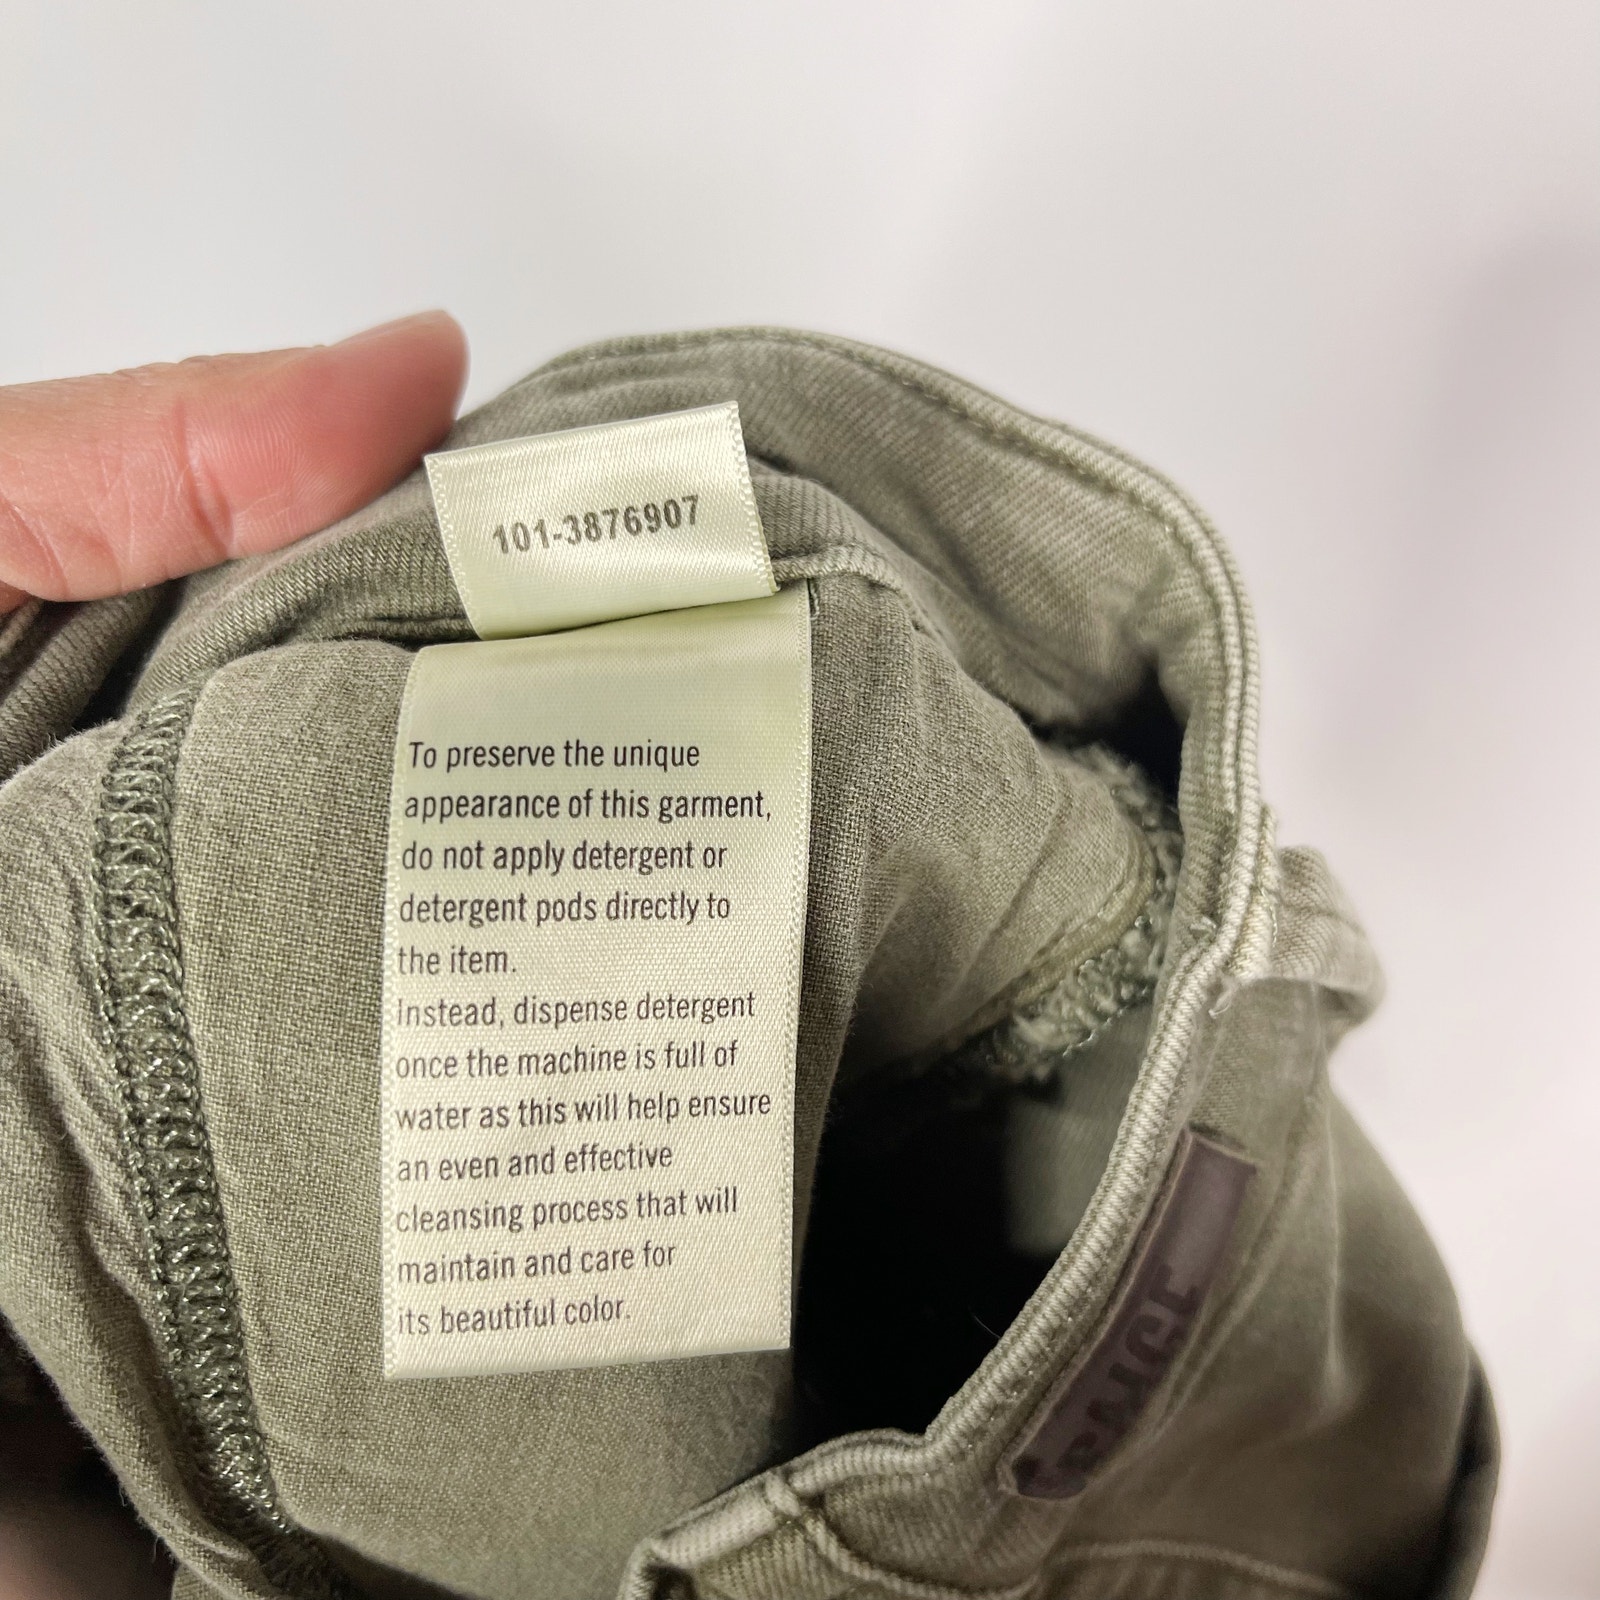 101-3876907
To preserve the unique
appearance of this garment,
do not apply detergent or
detergent pods directly to
the item.
Instead, dispense detergent
once the machine is full of
water as this will help ensure
an even and effective
cleansing process that will
maintain and care for
its beautiful color.